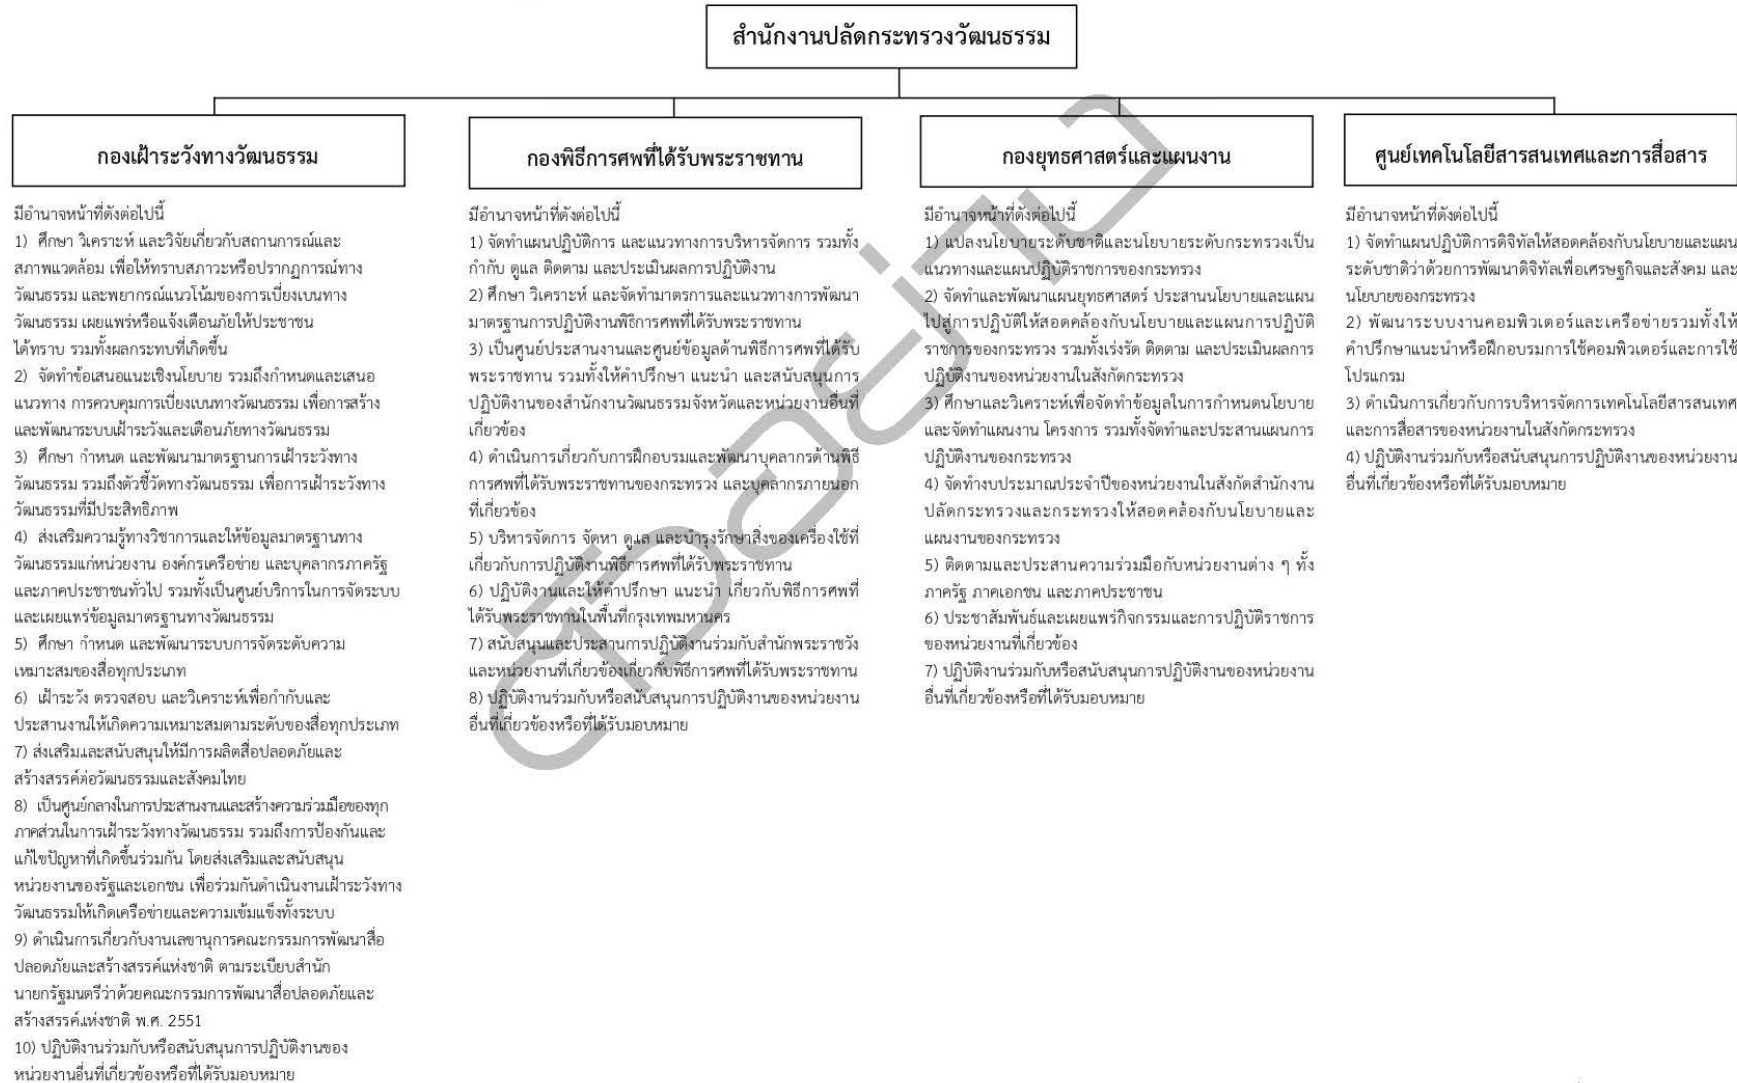 สำนักงานปลัดกระทรวงวัฒนธรรม
กองเฝ้าระวังทางวัฒนธรรม
มีอำนาจหน้าที่ดังต่อไปนี้
1) ศึกษา วิเคราะห์ และวิจัยเกี่ยวกับสถานการณ์และ
สภาพแวดล้อม เพื่อให้ทราบสภาวะหรือปรากฏการณ์ทาง
วัฒนธรรม และพยากรณ์แนวโน้มของการเบี่ยงเบนทาง
วัฒนธรรม เผยแพร่หรือแจ้งเตือนภัยให้ประชาชน
ได้ทราบ รวมทั้งผลกระทบที่เกิดขึ้น
2) จัดทำข้อเสนอแนะเชิงนโยบาย รวมถึงกำหนดและเสนอ
แนวทาง การควบคุมการเบี่ยงเบนทางวัฒนธรรม เพื่อการสร้าง
และพัฒนาระบบเฝ้าระวังและเตือนภัยทางวัฒนธรรม
3) ศึกษา กำหนด และพัฒนามาตรฐานการเฝ้าระวังทาง
วัฒนธรรม รวมถึงตัวชี้วัดทางวัฒนธรรม เพื่อการเฝ้าระวังทาง
วัฒนธรรมที่มีประสิทธิภาพ
4) ส่งเสริมความรู้ทางวิชาการและให้ข้อมูลมาตรฐานทาง
วัฒนธรรมแก่หน่วยงาน องค์กรเครือข่าย และบุคลากรภาครัฐ
และภาคประชาชนทั่วไป รวมทั้งเป็นศูนย์บริการในการจัดระบบ
และเผยแพร่ข้อมูลมาตรฐานทางวัฒนธรรม
5) ศึกษา กำหนด และพัฒนาระบบการจัดระดับความ
เหมาะสมของสื่อทุกประเภท
6) เฝ้าระวัง ตรวจสอบ และวิเคราะห์เพื่อกำกับและ
ประสานงานให้เกิดความเหมาะสมตามระดับของสื่อทุกประเภท
7) ส่งเสริมและสนับสนุนให้มีการผลิตสื่อปลอดภัยและ
สร้างสรรค์ต่อวัฒนธรรมและสังคมไทย
8) เป็นศูนย์กลางในการประสานงานและสร้างความร่วมมือของทุก
ภาคส่วนในการเฝ้าระวังทางวัฒนธรรม รวมถึงการป้องกันและ
แก้ไขปัญหาที่เกิดขึ้นร่วมกัน โดยส่งเสริมและสนับสนุน
หน่วยงานของรัฐและเอกชน เพื่อร่วมกันดำเนินงานเฝ้าระวังทาง
วัฒนธรรมให้เกิดเครือข่ายและความเข้มแข็งทั้งระบบ
9) ดำเนินการเกี่ยวกับงานเลขานุการคณะกรรมการพัฒนาสื่อ
ปลอดภัยและสร้างสรรค์แห่งชาติ ตามระเบียบสำนัก
นายกรัฐมนตรีว่าด้วยคณะกรรมการพัฒนาสื่อปลอดภัยและ
สร้างสรรค์แห่งชาติ พ.ศ. 2551
10) ปฏิบัติงานร่วมกับหรือสนับสนุนการปฏิบัติงานของ
หน่วยงานอื่นที่เกี่ยวข้องหรือที่ได้รับมอบหมาย
กองพิธีการศพที่ได้รับพระราชทาน
มีอำนาจหน้าที่ดังต่อไปนี้
1) จัดทำแผนปฏิบัติการ และแนวทางการบริหารจัดการ รวมทั้ง
กำกับ ดูแล ติดตาม และประเมินผลการปฏิบัติงาน
2) ศึกษา วิเคราะห์ และจัดทำมาตรการและแนวทางการพัฒนา
มาตรฐานการปฏิบัติงานพิธีการศพที่ได้รับพระราชทาน
3) เป็นศูนย์ประสานงานและศูนย์ข้อมูลด้านพิธีการศพที่ได้รับ
พระราชทาน รวมทั้งให้คำปรึกษา แนะนำ และสนับสนุนการ
ปฏิบัติงานของสำนักงานวัฒนธรรมจังหวัดและหน่วยงานอื่นที่
เกี่ยวข้อง
4) ดำเนินการเกี่ยวกับการฝึกอบรมและพัฒนาบุคลากรด้านพิธี
การศพที่ได้รับพระราชทานของกระทรวง และบุคลากรภายนอก
ที่เกี่ยวข้อง
5) บริหารจัดการ จัดหา ดูแล และบำรุงรักษาสิ่งของเครื่องใช้ที่
เกี่ยวกับการปฏิบัติงานพิธีการศพที่ได้รับพระราชทาน
6) ปฏิบัติงานและให้คำปรึกษา แนะนำ เกี่ยวกับพิธีการศพที่
ได้รับพระราชทานในพื้นที่กรุงเทพมหานคร
7) สนับสนุนและประสานการปฏิบัติงานร่วมกับสำนักพระราชวัง
และหน่วยงานที่เกี่ยวข้องเกี่ยวกับพิธีการศพที่ได้รับพระราชทาน
8) ปฏิบัติงานร่วมกับหรือสนับสนุนการปฏิบัติงานของหน่วยงาน
อื่นที่เกี่ยวข้องหรือที่ได้รับมอบหมาย
กองยุทธศาสตร์และแผนงาน
มีอำนาจหน้าที่ดังต่อไปนี้
1) แปลงนโยบายระดับชาติและนโยบายระดับกระทรวงเป็น
แนวทางและแผนปฏิบัติราชการของกระทรวง
2) จัดทำและพัฒนาแผนยุทธศาสตร์ ประสานนโยบายและแผน
ไปสู่การปฏิบัติให้สอดคล้องกับนโยบายและแผนการปฏิบัติ
ราชการของกระทรวง รวมทั้งเร่งรัด ติดตาม และประเมินผลการ
ปฏิบัติงานของหน่วยงานในสังกัดกระทรวง
3) ศึกษาและวิเคราะห์เพื่อจัดทำข้อมูลในการกำหนดนโยบาย
และจัดทำแผนงาน โครงการ รวมทั้งจัดทำและประสานแผนการ
ปฏิบัติงานของกระทรวง
4) จัดทำงบประมาณประจำปีของหน่วยงานในสังกัดสำนักงาน
ปลัดกระทรวงและกระทรวงให้สอดคล้องกับนโยบายและ
แผนงานของกระทรวง
5) ติดตามและประสานความร่วมมือกับหน่วยงานต่าง ๆ ทั้ง
ภาครัฐ ภาคเอกชน และภาคประชาชน
6) ประชาสัมพันธ์และเผยแพร่กิจกรรมและการปฏิบัติราชการ
ของหน่วยงานที่เกี่ยวข้อง
7) ปฏิบัติงานร่วมกับหรือสนับสนุนการปฏิบัติงานของหน่วยงาน
อื่นที่เกี่ยวข้องหรือที่ได้รับมอบหมาย
ศูนย์เทคโนโลยีสารสนเทศและการสื่อสาร
มีอำนาจหน้าที่ดังต่อไปนี้
1) จัดทำแผนปฏิบัติการดิจิทัลให้สอดคล้องกับนโยบายและแผน
ระดับชาติว่าด้วยการพัฒนาดิจิทัลเพื่อเศรษฐกิจและสังคม และ
นโยบายของกระทรวง
2) พัฒนาระบบงานคอมพิวเตอร์และเครือข่ายรวมทั้งให้
คำปรึกษาแนะนำหรือฝึกอบรมการใช้คอมพิวเตอร์และการใช้
โปรแกรม
3) ดำเนินการเกี่ยวกับการบริหารจัดการเทคโนโลยีสารสนเทศ
และการสื่อสารของหน่วยงานในสังกัดกระทรวง
4) ปฏิบัติงานร่วมกับหรือสนับสนุนการปฏิบัติงานของหน่วยงาน
อื่นที่เกี่ยวข้องหรือที่ได้รับมอบหมาย
ตัวอย่าง